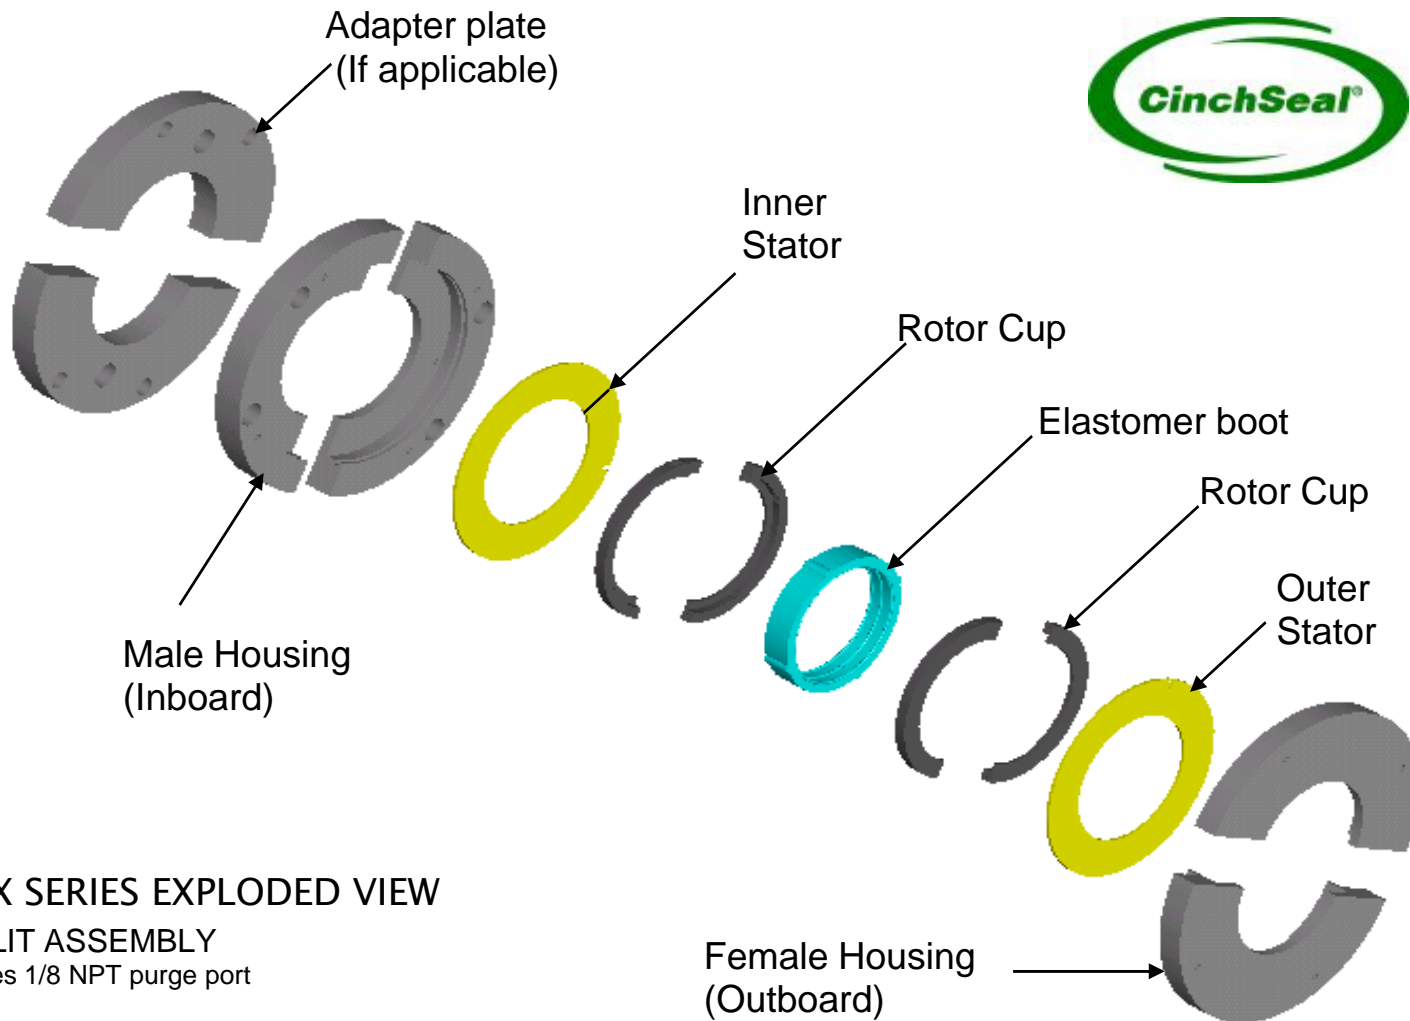 Adapter plate
(If applicable)
CinchSeal®
Inner
Stator
Rotor Cup
Elastomer boot
Rotor Cup
Outer
Stator
Male Housing
(Inboard)
X SERIES EXPLODED VIEW
LIT ASSEMBLY
es 1/8 NPT purge port
Female Housing
(Outboard)